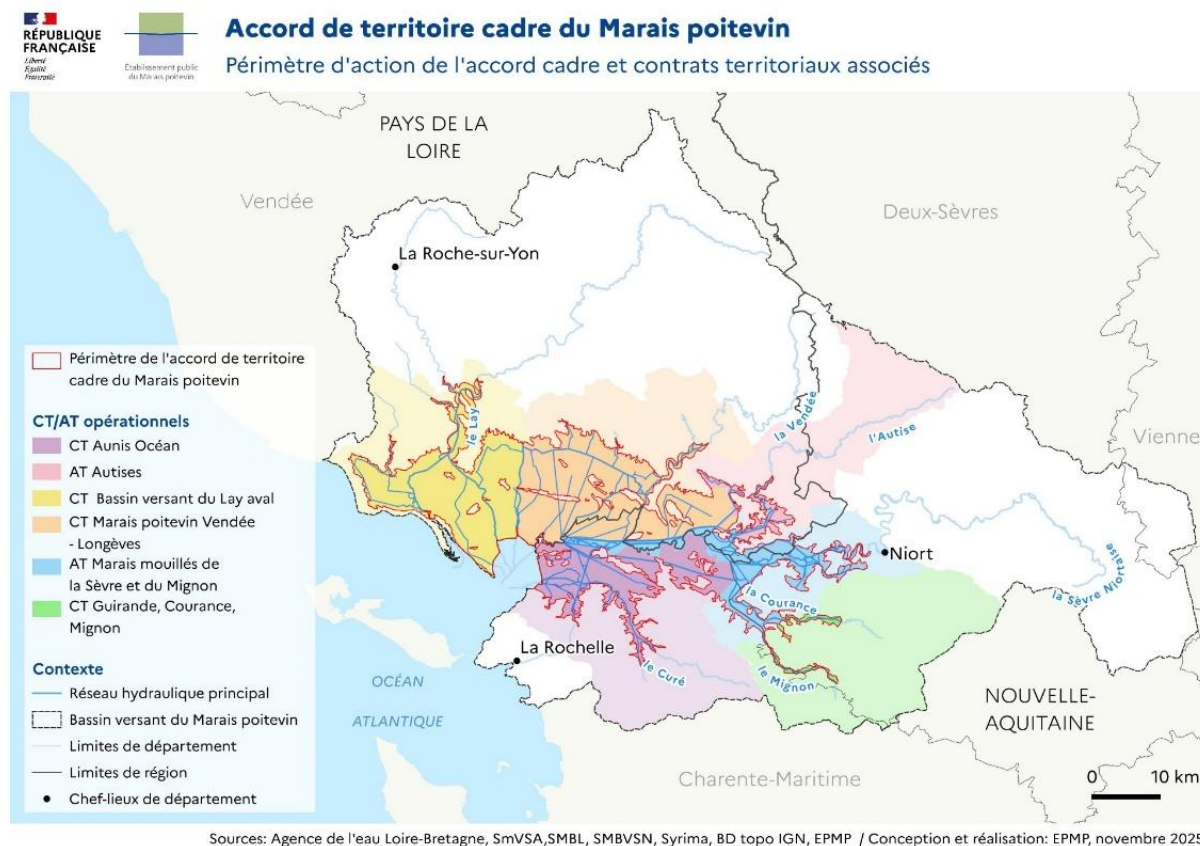 RÉPUBLIQUE
FRANÇAISE
Liberté
Égalité
Fraternité
Etablissement public
du Marais poitevin
Accord de territoire cadre du Marais poitevin
Périmètre d'action de l'accord cadre et contrats territoriaux associés
PAYS DE LA
LOIRE
Vendée
Deux-Sèvres
La Roche-sur-Yon
le Lay
la Vendée
l'Autise
Vienne
Niort
la Sèvre Niortaise
la Courance
La Rochelle
le Curé
le Mignon
OCÉAN
ATLANTIQUE
NOUVELLE-
AQUITAINE
Charente-Maritime
0 10 km
Périmètre de l'accord de territoire
cadre du Marais poitevin
CT/AT opérationnels
CT Aunis Océan
AT Autises
CT Bassin versant du Lay aval
CT Marais poitevin Vendée
- Longèves
AT Marais mouillés de
la Sèvre et du Mignon
CT Guirande, Courance,
Mignon
Contexte
Réseau hydraulique principal
Bassin versant du Marais poitevin
Limites de département
Limites de région
Chef-lieux de département
Sources: Agence de l'eau Loire-Bretagne, SmVSA,SMBL, SMBVSN, Syrima, BD topo IGN, EPMP / Conception et réalisation: EPMP, novembre 2025